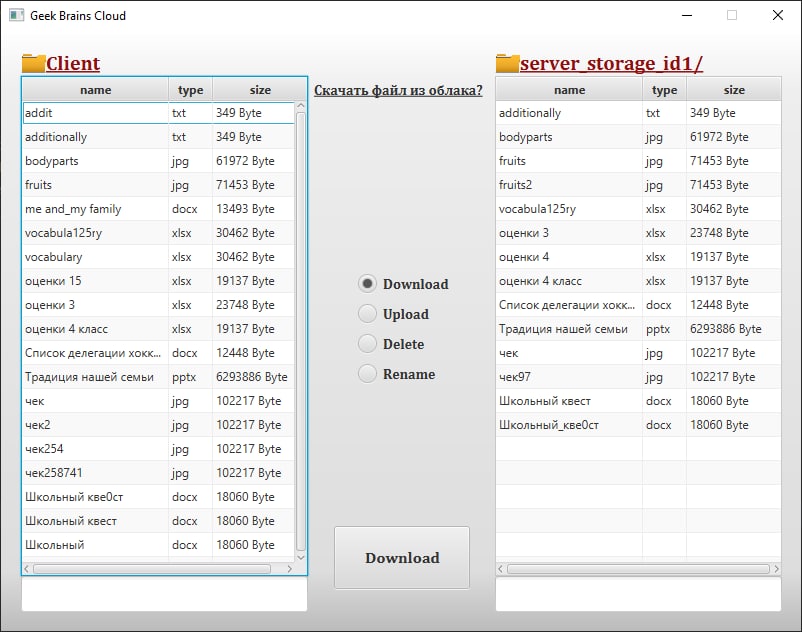 Geek Brains Cloud
Client
name type size
addit txt 349 Byte
additionally txt 349 Byte
bodyparts jpg 61972 Byte
fruits jpg 71453 Byte
me and_my family docx 13493 Byte
vocabula125ry xlsx 30462 Byte
vocabulary xlsx 30462 Byte
оценки 15 xlsx 19137 Byte
оценки 3 xlsx 23748 Byte
оценки 4 класс xlsx 19137 Byte
Список делегации хокк... docx 12448 Byte
Традиция нашей семьи pptx 6293886 Byte
чек jpg 102217 Byte
чек2 jpg 102217 Byte
чек254 jpg 102217 Byte
чек258741 jpg 102217 Byte
Школьный кве0ст docx 18060 Byte
Школьный квест docx 18060 Byte
Школьный docx 18060 Byte
Скачать файл из облака?
Download
Upload
Delete
Rename
Download
server_storage_id1/
name type size
additionally txt 349 Byte
bodyparts jpg 61972 Byte
fruits jpg 71453 Byte
fruits2 jpg 71453 Byte
vocabula125ry xlsx 30462 Byte
оценки 3 xlsx 23748 Byte
оценки 4 xlsx 19137 Byte
оценки 4 класс xlsx 19137 Byte
Список делегации хокк... docx 12448 Byte
Традиция нашей семьи pptx 6293886 Byte
чек jpg 102217 Byte
чек97 jpg 102217 Byte
Школьный квест docx 18060 Byte
Школьный_кве0ст docx 18060 Byte